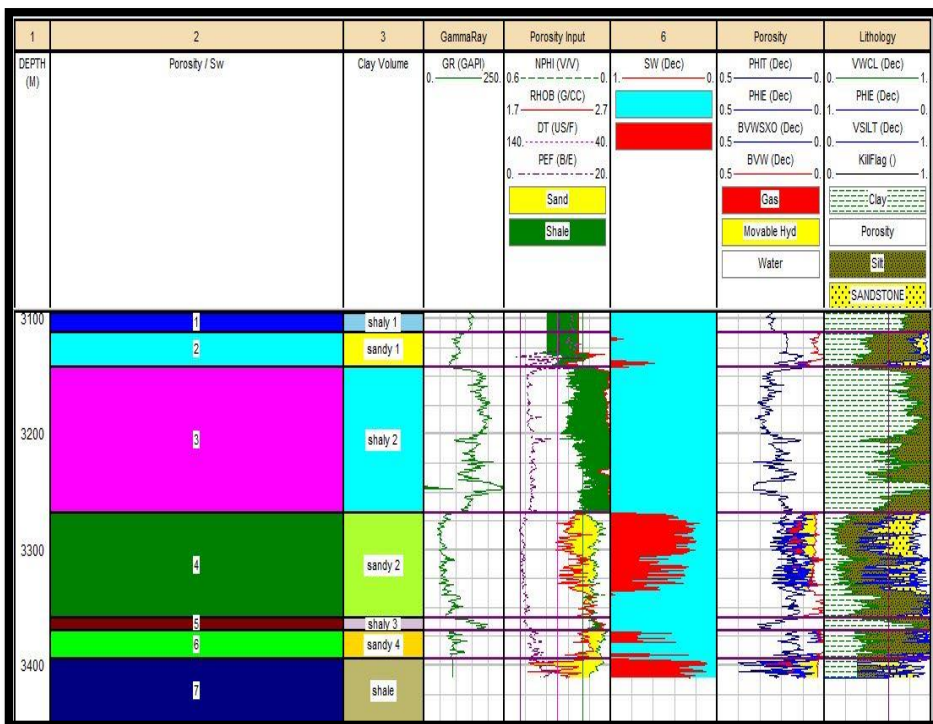 1 2 3 GammaRay Porosity Input 6 Porosity Lithology
DEPTH (M)
Porosity / Sw
Clay Volume
GR (GAPI)
0. 250.
NPHI (V/V)
0.6 0.
RHOB (G/CC)
1.7 2.7
DT (US/F)
140. 40.
PEF (B/E)
0. 20.
Sand
Shale
SW (Dec)
1. 0.
PHIT (Dec)
0.5 0.
PHIE (Dec)
0.5 0.
BVWSXO (Dec)
0.5 0.
BVW (Dec)
0.5 0.
Gas
Movable Hyd
Water
VWCL (Dec)
0. 1.
PHIE (Dec)
1. 0.
VSILT (Dec)
0. 1.
KillFlag ()
0. 1.
Clay
Porosity
Silt
SANDSTONE
3100 1 shaly 1
2 sandy 1
3200 3 shaly 2
3300 4 sandy 2
5 shaly 3
6 sandy 4
3400 7 shale